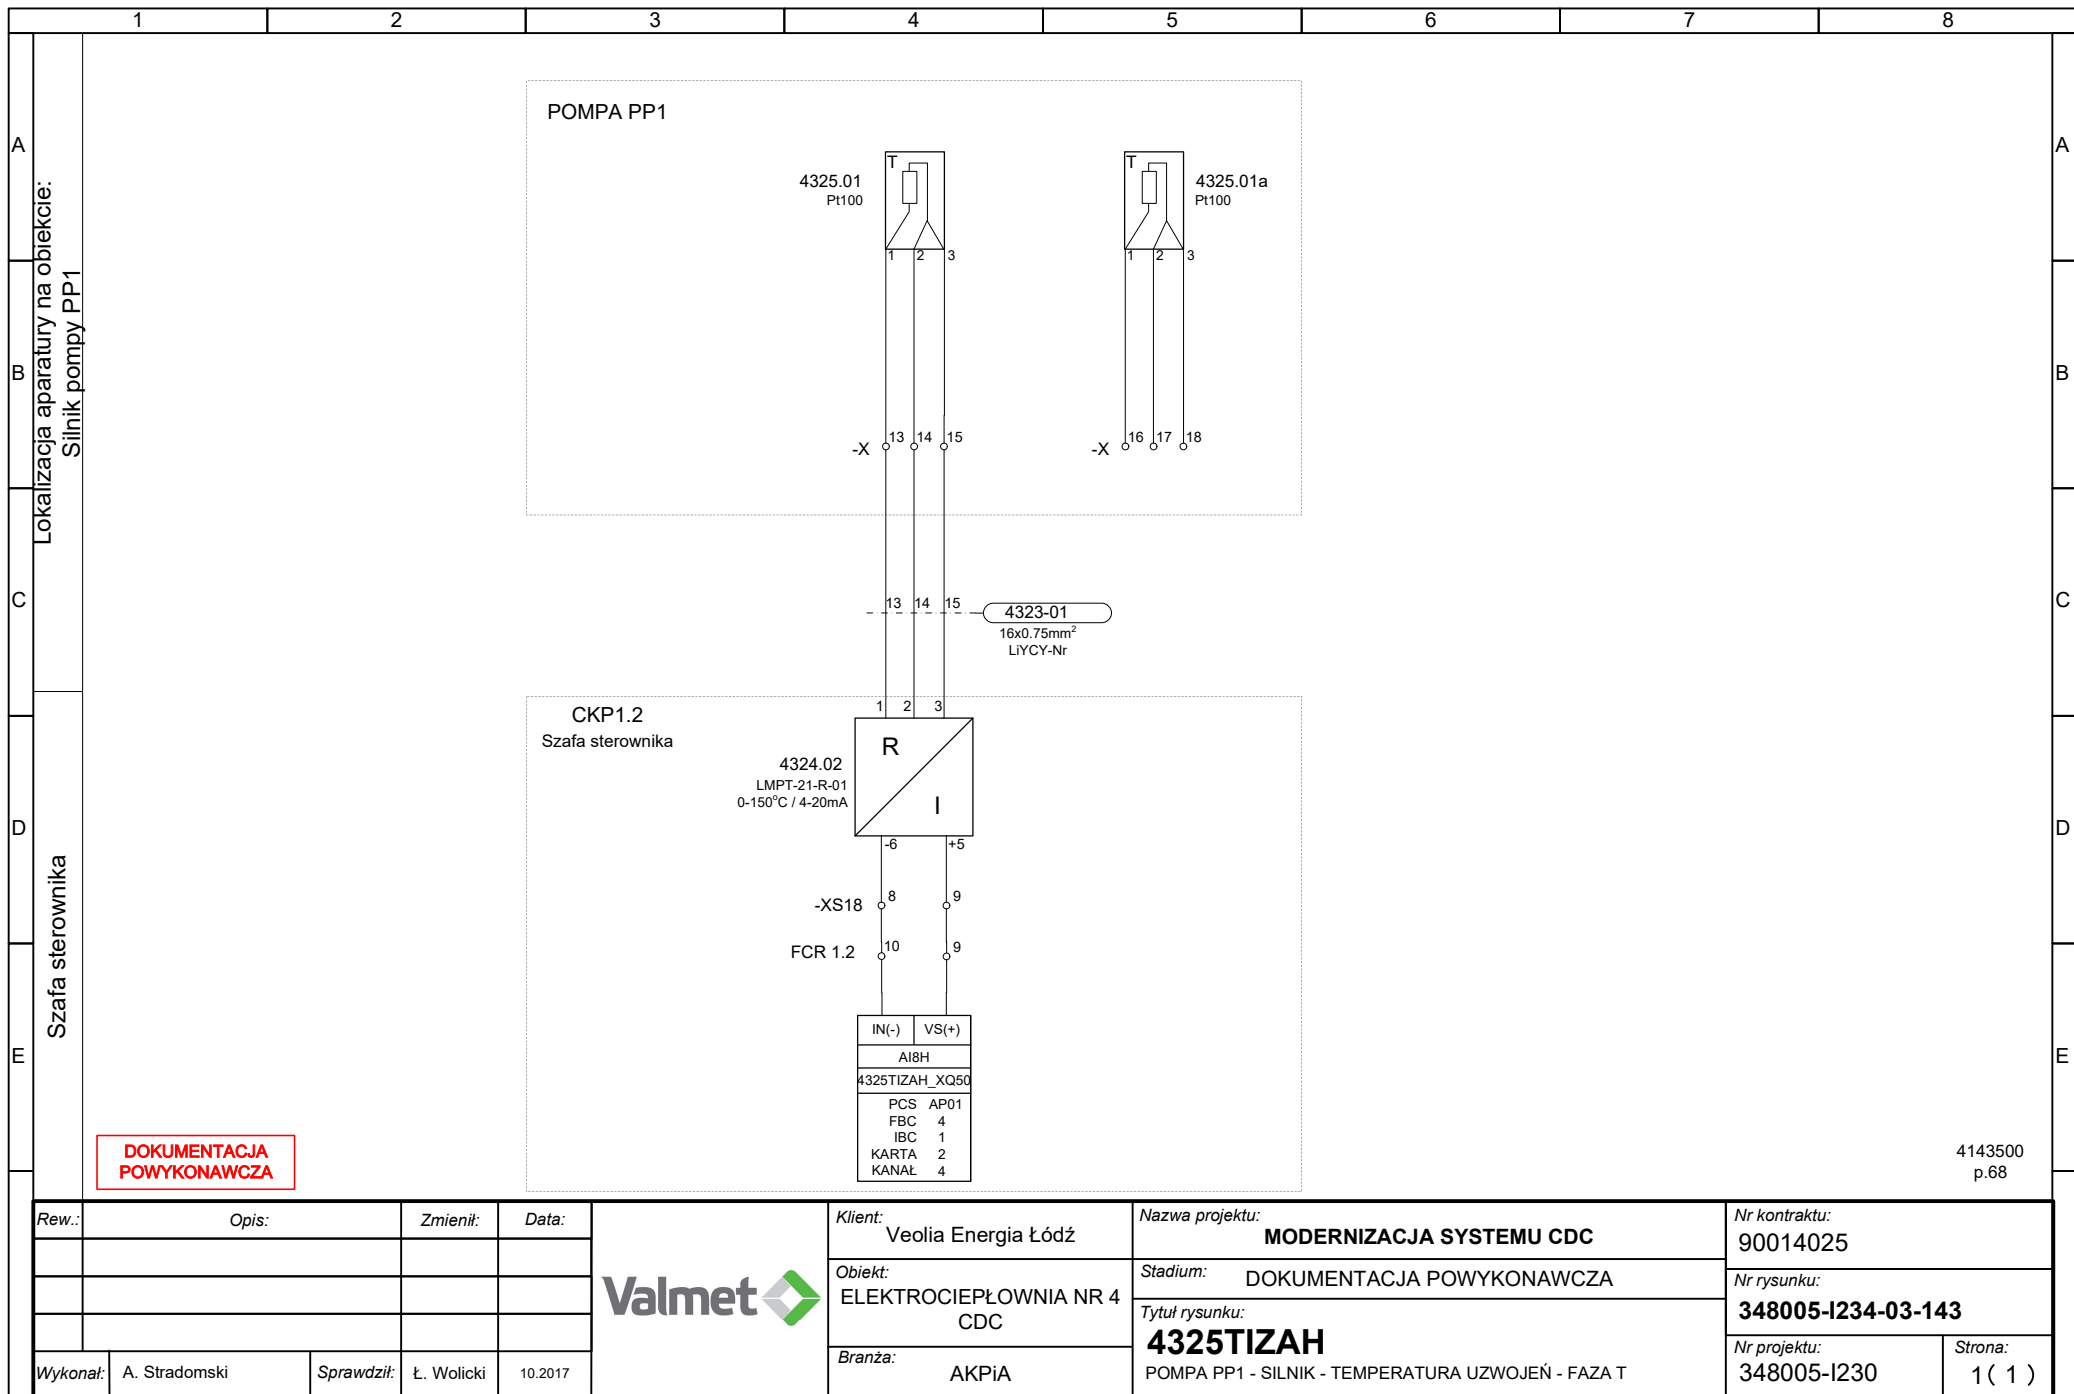 1 2 3 4 5 6 7 8
A
B
C
D
E
A
B
C
D
E
Lokalizacja aparatury na obiekcie:
Silnik pompy PP1
Szafa sterownika
POMPA PP1
T
4325.01
Pt100
1 2 3
T
4325.01a
Pt100
1 2 3
-X 13 14 15
-X 16 17 18
13 14 15
4323-01
16x0.75mm²
LiYCY-Nr
CKP1.2
Szafa sterownika
1 2 3
R
I
4324.02
LMPT-21-R-01
0-150°C / 4-20mA
-6 +5
-XS18 8 9
FCR 1.2 10 9
IN(-) VS(+)
AI8H
4325TIZAH_XQ50
PCS AP01
FBC 4
IBC 1
KARTA 2
KANAŁ 4
DOKUMENTACJA
POWYKONAWCZA
4143500
p.68
Rew.: Opis: Zmienił: Data:
Wykonał: A. Stradomski Sprawdził: Ł. Wolicki 10.2017
Valmet
Klient:
Veolia Energia Łódź
Obiekt:
ELEKTROCIEPŁOWNIA NR 4
CDC
Branża:
AKPiA
Nazwa projektu:
MODERNIZACJA SYSTEMU CDC
Stadium: DOKUMENTACJA POWYKONAWCZA
Tytuł rysunku:
4325TIZAH
POMPA PP1 - SILNIK - TEMPERATURA UZWOJEŃ - FAZA T
Nr kontraktu:
90014025
Nr rysunku:
348005-I234-03-143
Nr projektu:
348005-I230
Strona:
1( 1 )